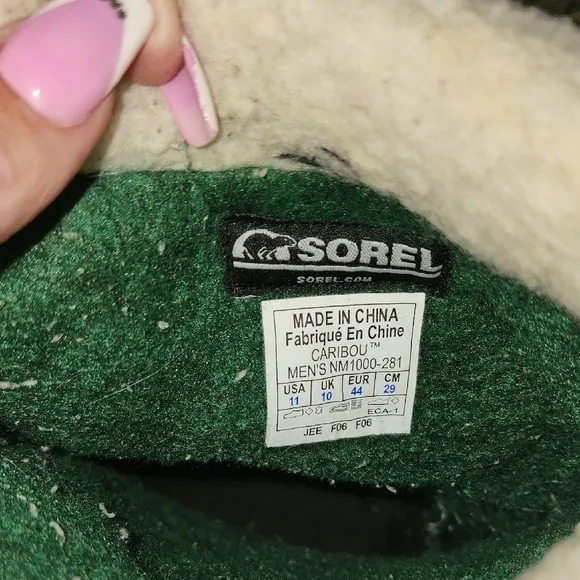 SOREL
SOREL.COM
MADE IN CHINA
Fabriqué En Chine
CARIBOU™
MEN'S NM1000-281
USA UK EUR CM
11 10 44 29
ECA-1
JEE F06 F06